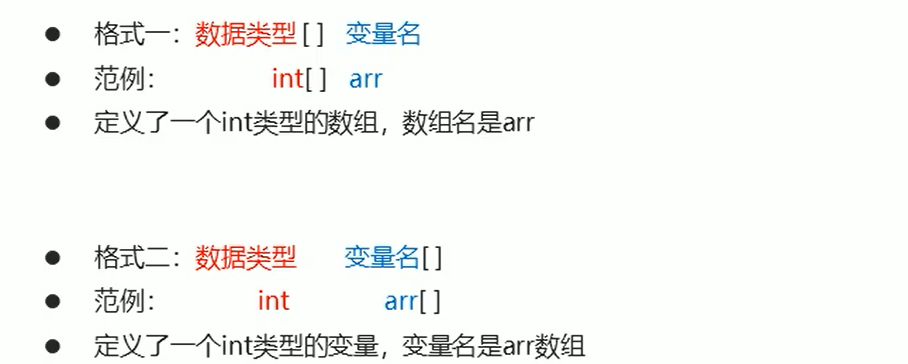 ● 格式一：数据类型[ ] 变量名
● 范例： int[ ] arr
● 定义了一个int类型的数组，数组名是arr
● 格式二：数据类型 变量名[ ]
● 范例： int arr[ ]
● 定义了一个int类型的变量，变量名是arr数组